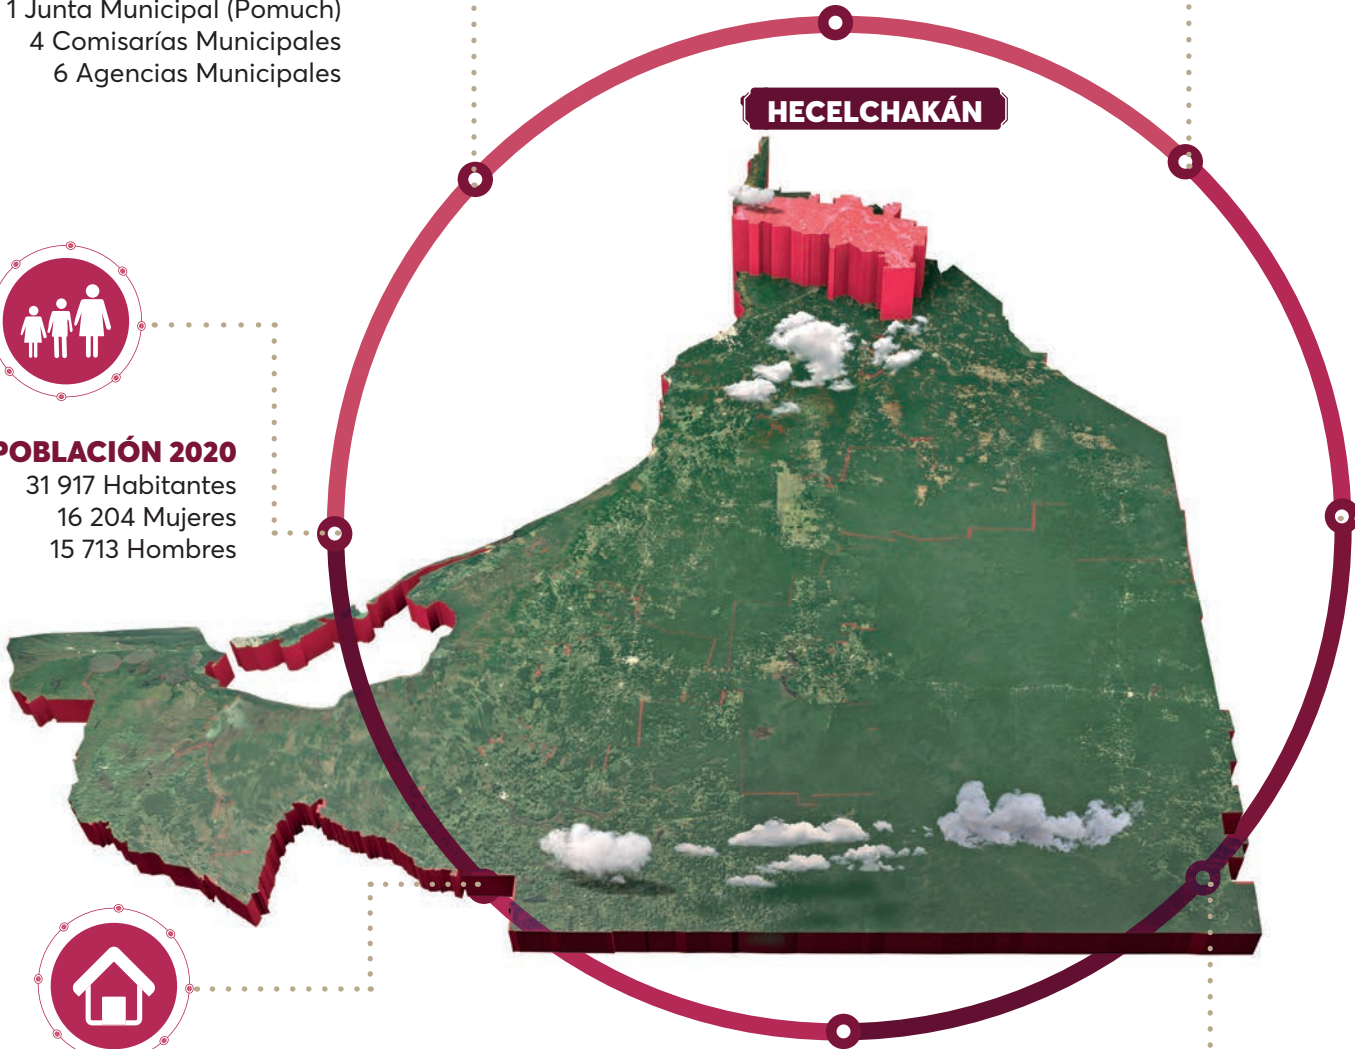 1 Junta Municipal (Pomuch)
4 Comisarías Municipales
6 Agencias Municipales
HECELCHAKÁN
POBLACIÓN 2020
31 917 Habitantes
16 204 Mujeres
15 713 Hombres